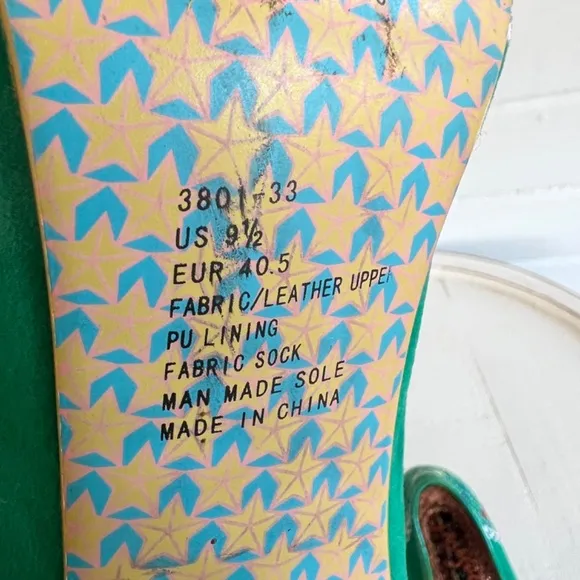 3801-33
US 9½
EUR 40.5
FABRIC/LEATHER UPPER
PU LINING
FABRIC SOCK
MAN MADE SOLE
MADE IN CHINA